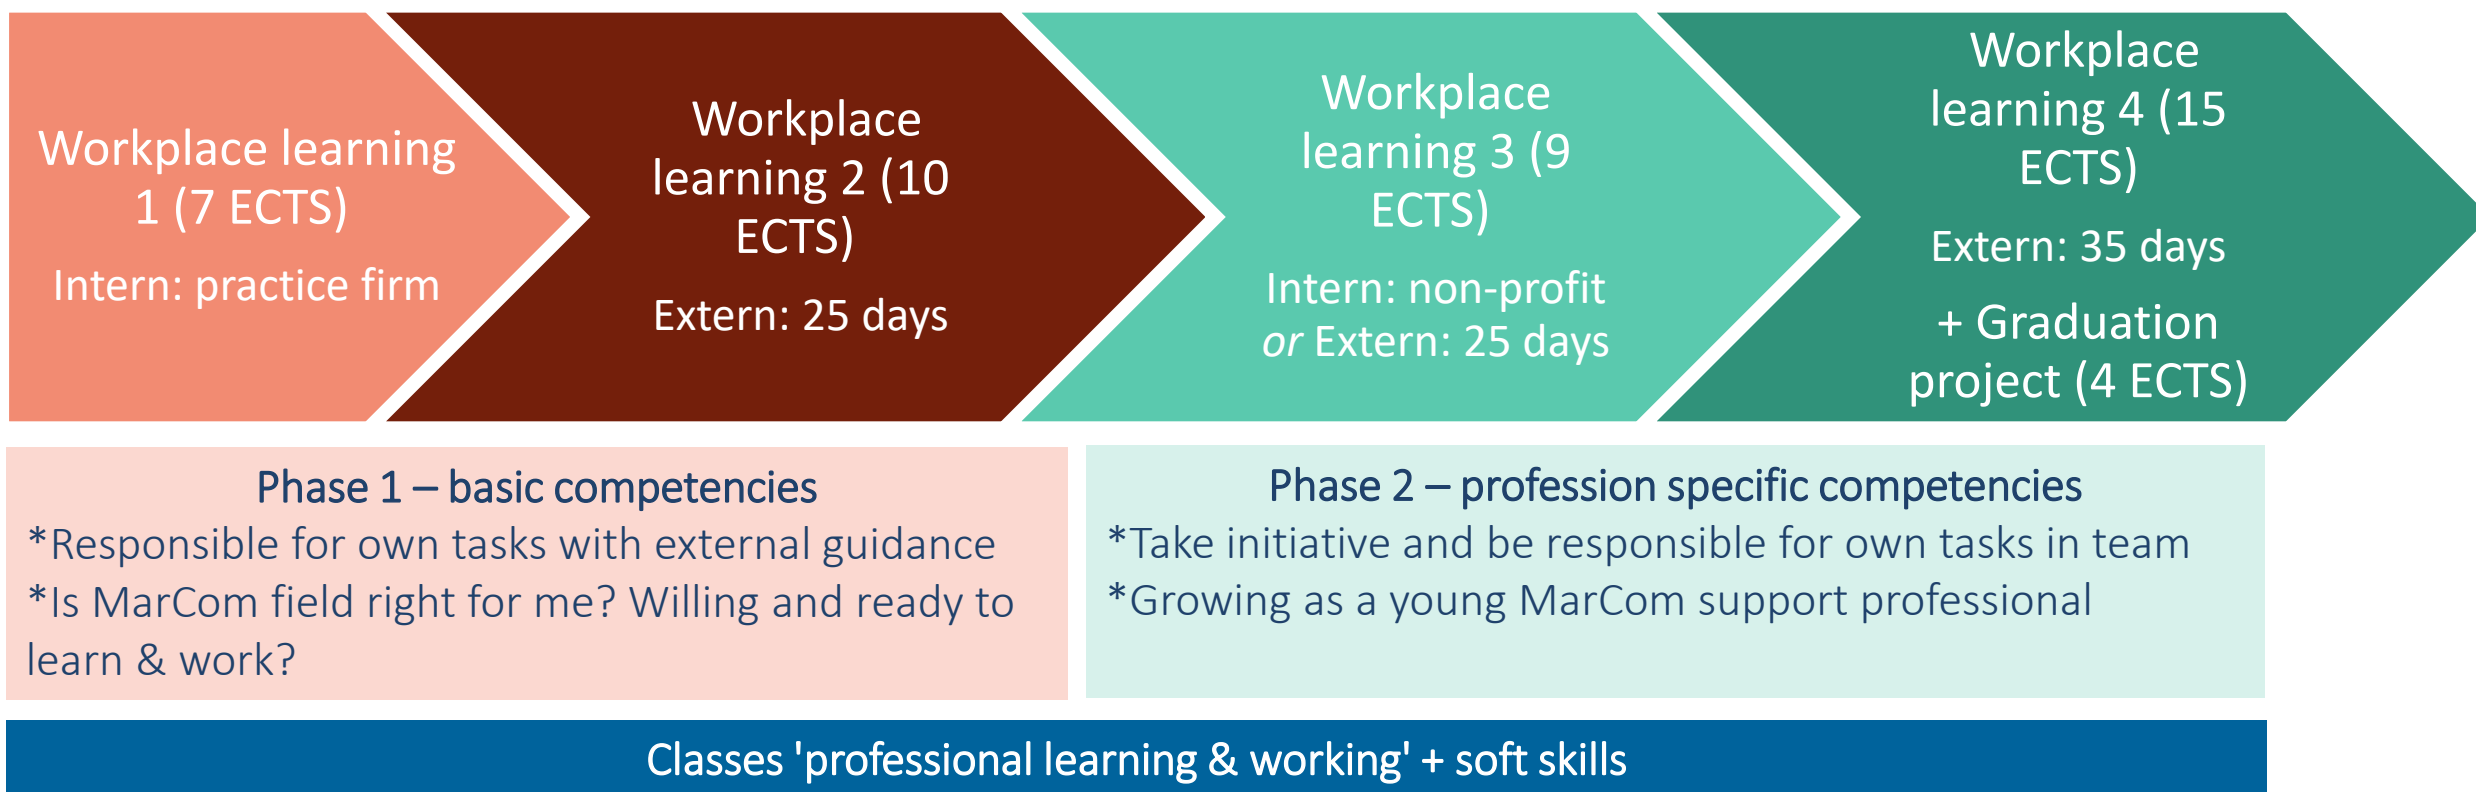 Workplace learning
1 (7 ECTS)
Intern: practice firm
Workplace
learning 2 (10
ECTS)
Extern: 25 days
Workplace
learning 3 (9
ECTS)
Intern: non-profit
or Extern: 25 days
Workplace
learning 4 (15
ECTS)
Extern: 35 days
+ Graduation
project (4 ECTS)
Phase 1 – basic competencies
*Responsible for own tasks with external guidance
*Is MarCom field right for me? Willing and ready to
learn & work?
Phase 2 – profession specific competencies
*Take initiative and be responsible for own tasks in team
*Growing as a young MarCom support professional
Classes 'professional learning & working' + soft skills